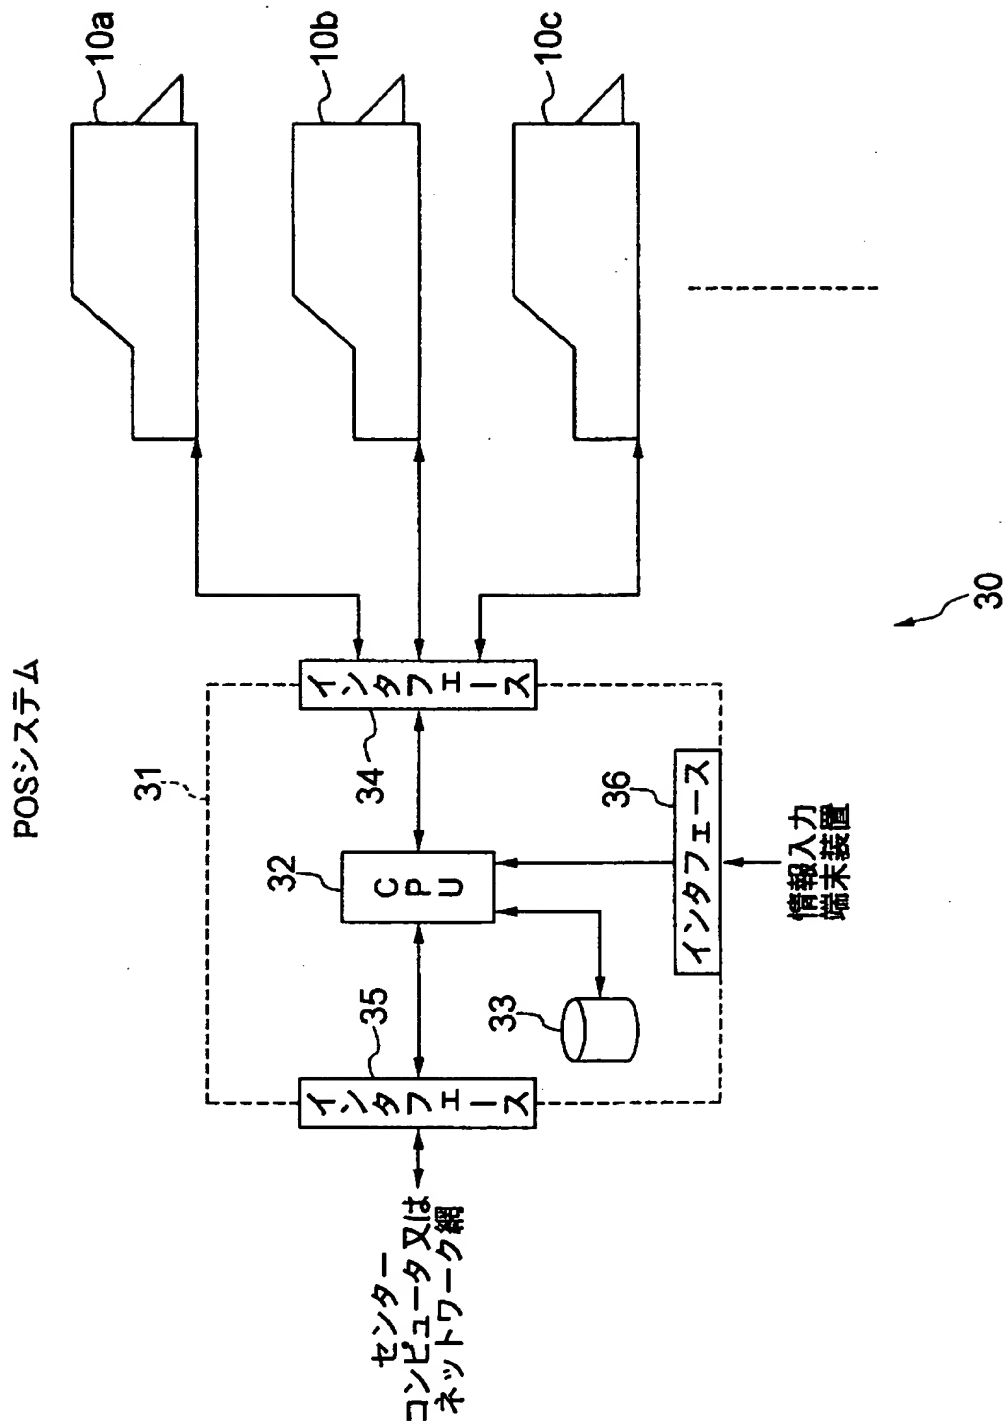 POSシステム
10a
10b
10c
31
34
インタフェース
32
CPU
35
インタフェース
33
36
インタフェース
情報入力
端末装置
センター
コンピュータ又は
ネットワーク網
30